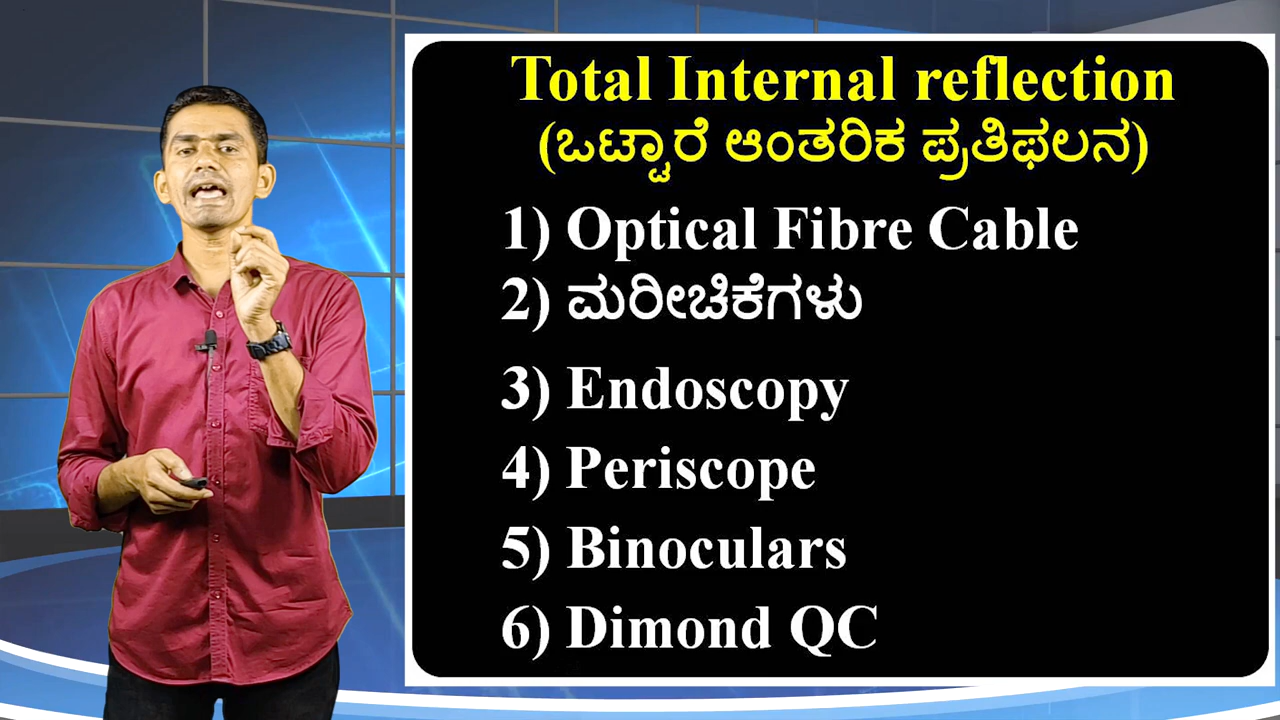 Total Internal reflection
(ಒಟ್ಟಾರೆ ಆಂತರಿಕ ಪ್ರತಿಫಲನ)
1) Optical Fibre Cable
2) ಮರೀಚಿಕೆಗಳು
3) Endoscopy
4) Periscope
5) Binoculars
6) Dimond QC